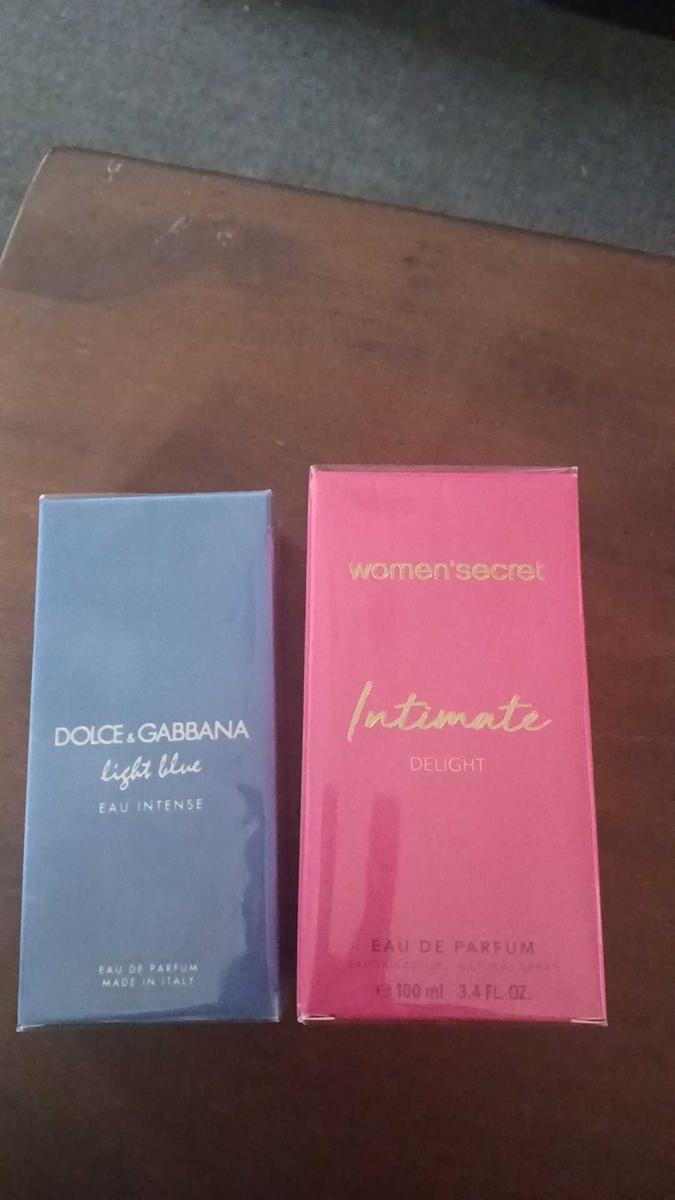 DOLCE & GABBANA
light blue
EAU INTENSE
EAU DE PARFUM
MADE IN ITALY
women'secret
Intimate
DELIGHT
EAU DE PARFUM
VAPORISATEUR NATURAL SPRAY
e 100 ml 3.4 FL. OZ.